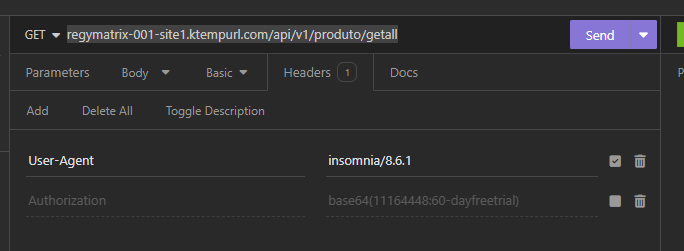 GET regymatrix-001-site1.ktempurl.com/api/v1/produto/getall Send
Parameters Body Basic Headers 1 Docs
Add Delete All Toggle Description
User-Agent insomnia/8.6.1
Authorization base64(11164448:60-dayfreetrial)